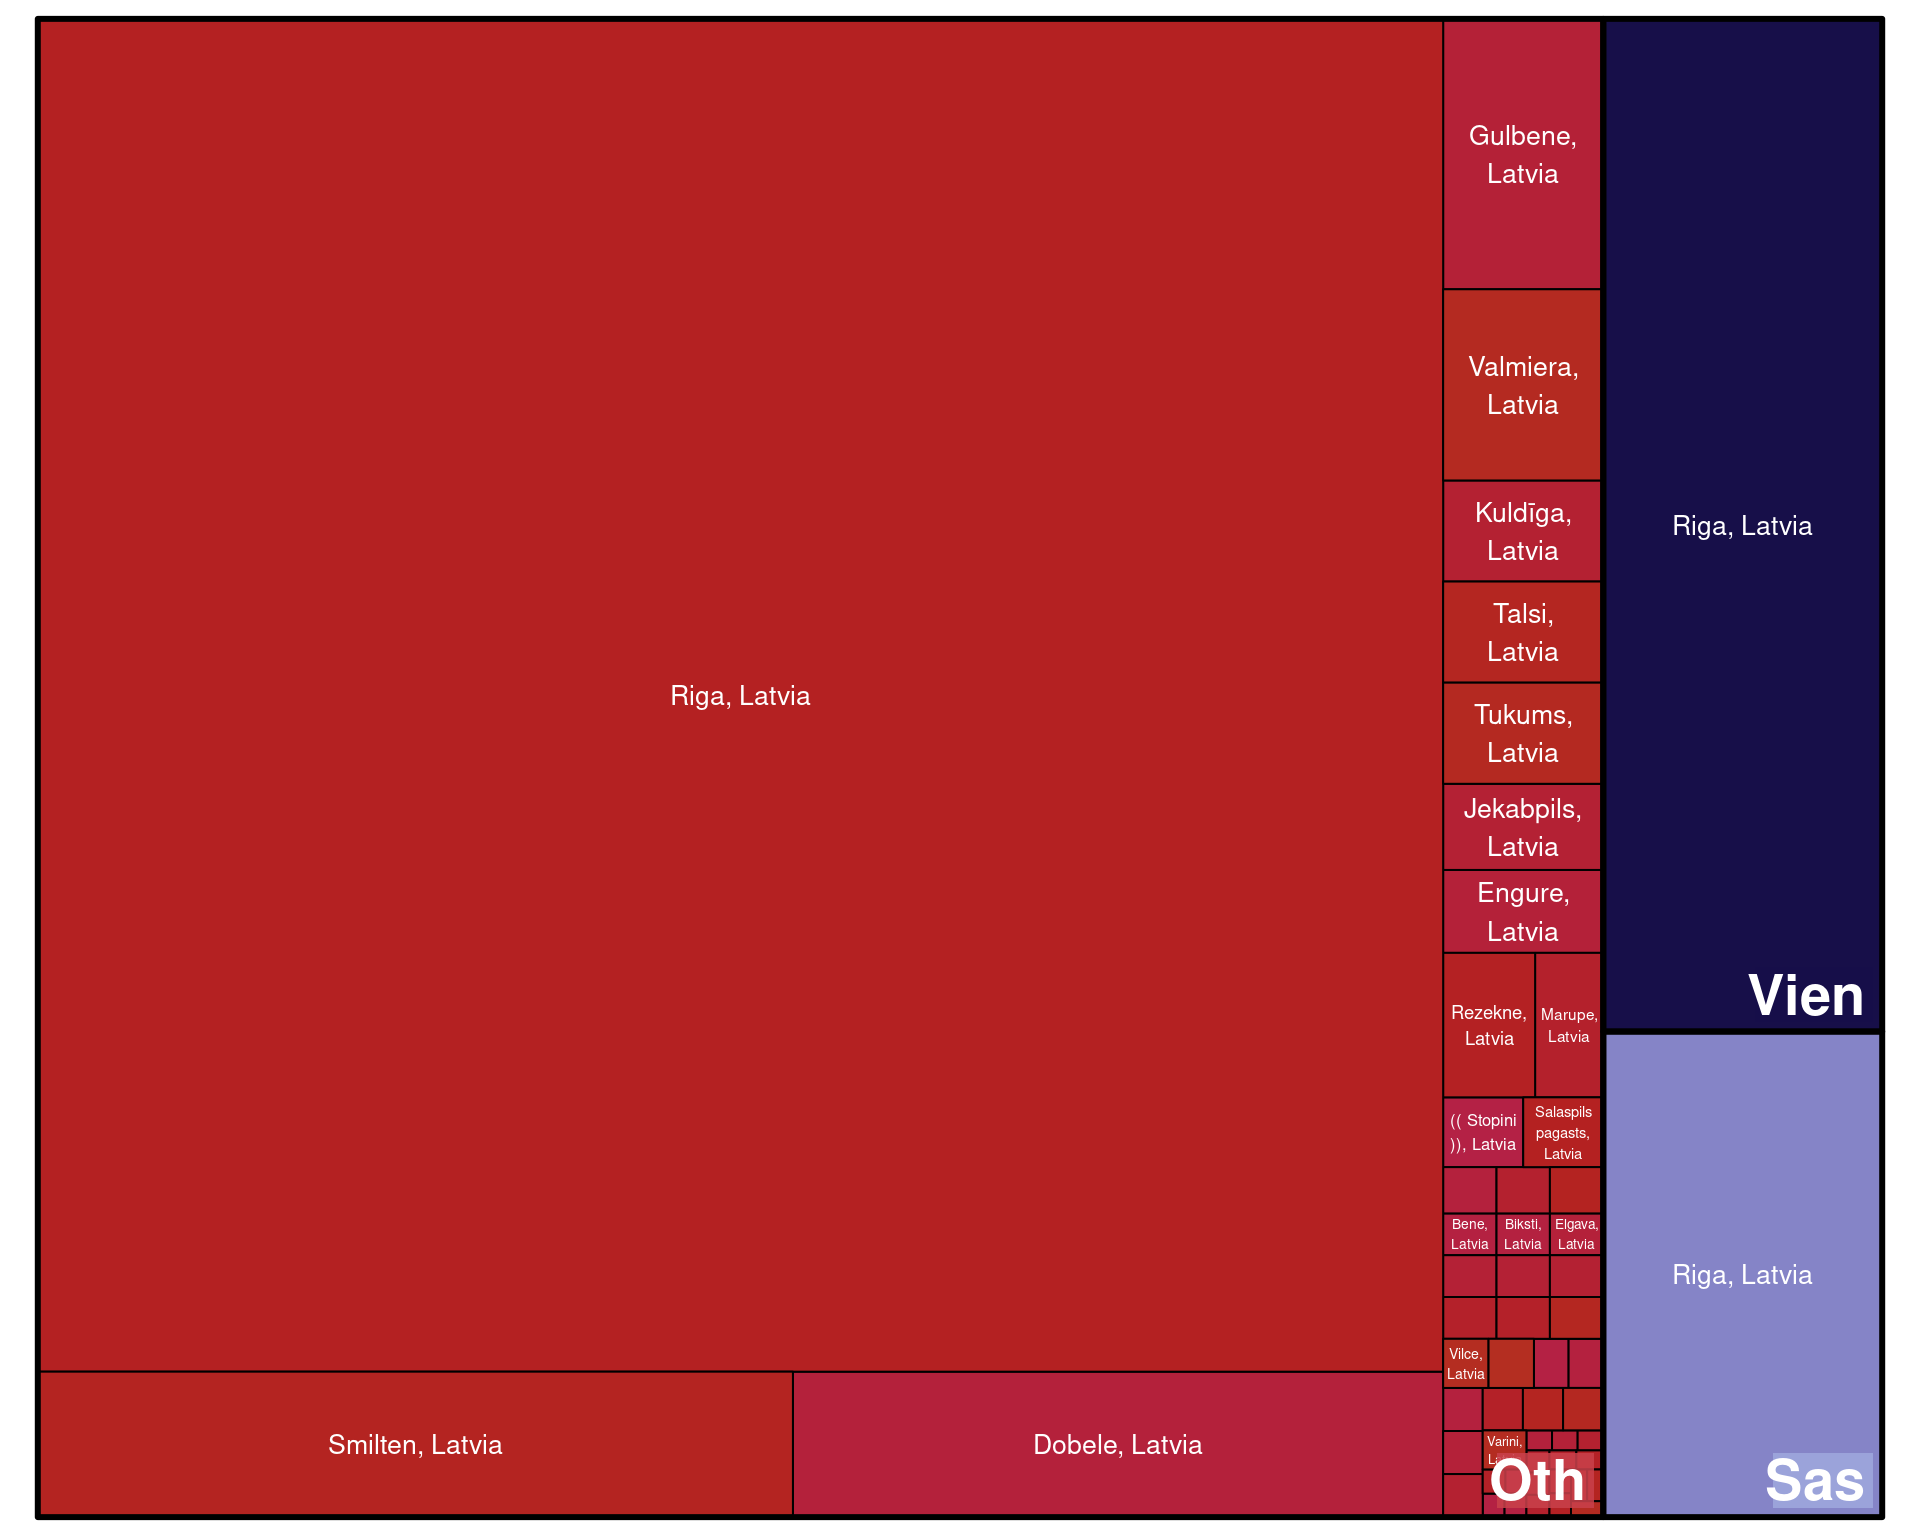 Riga, Latvia
Smilten, Latvia
Dobele, Latvia
Gulbene,
Latvia
Valmiera,
Latvia
Kuldīga,
Latvia
Talsi,
Latvia
Tukums,
Latvia
Jekabpils,
Latvia
Engure,
Latvia
Rezekne,
Latvia
Marupe,
Latvia
(( Stopini
)), Latvia
Salaspils
pagasts,
Latvia
Bene,
Latvia
Biksti,
Latvia
Elgava,
Latvia
Vilce,
Latvia
Varini,
Oth
Riga, Latvia
Vien
Riga, Latvia
Sas